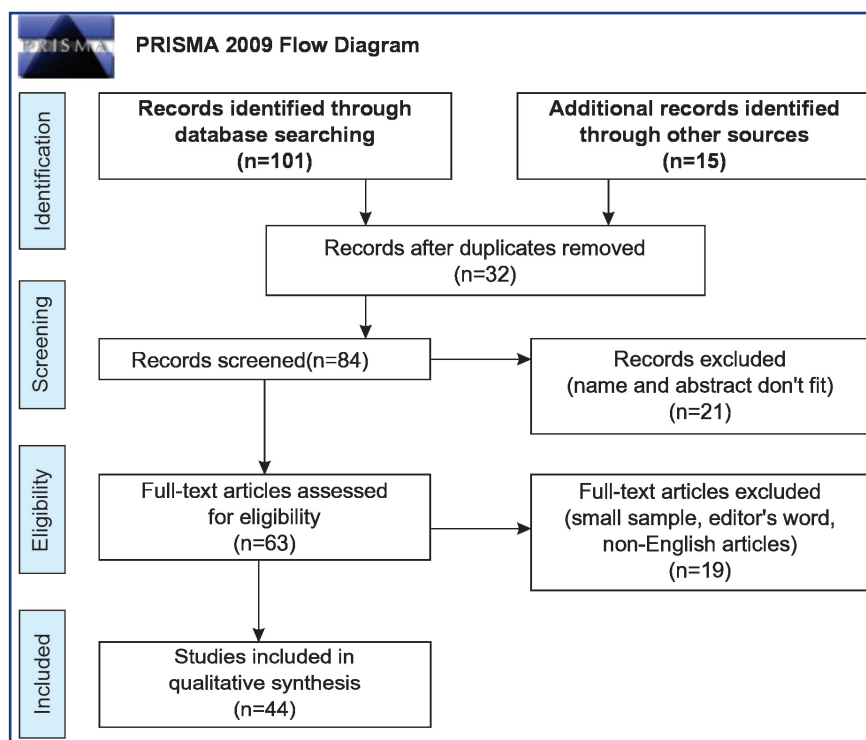 PRISMA
PRISMA 2009 Flow Diagram
Identification
Records identified through
database searching
(n=101)
Additional records identified
through other sources
(n=15)
Records after duplicates removed
(n=32)
Screening
Records screened(n=84)
Records excluded
(name and abstract don't fit)
(n=21)
Eligibility
Full-text articles assessed
for eligibility
(n=63)
Full-text articles excluded
(small sample, editor's word,
non-English articles)
(n=19)
Included
Studies included in
qualitative synthesis
(n=44)